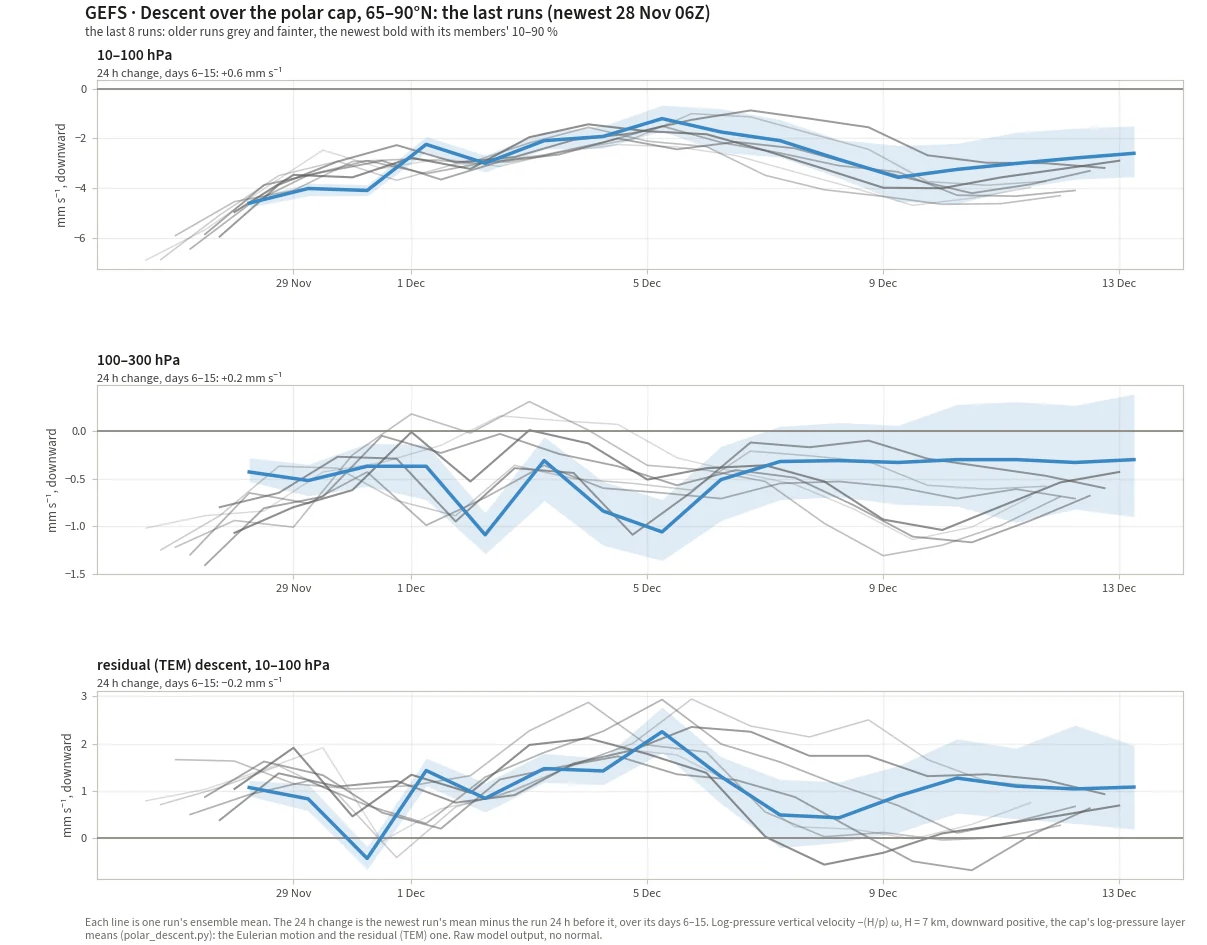 GEFS · Descent over the polar cap, 65–90°N: the last runs (newest 28 Nov 06Z)
the last 8 runs: older runs grey and fainter, the newest bold with its members' 10–90 %
10–100 hPa
24 h change, days 6–15: +0.6 mm s⁻¹
0
−2
−4
−6
mm s⁻¹, downward
29 Nov
1 Dec
5 Dec
9 Dec
13 Dec
100–300 hPa
24 h change, days 6–15: +0.2 mm s⁻¹
0.0
−0.5
−1.0
−1.5
mm s⁻¹, downward
29 Nov
1 Dec
5 Dec
9 Dec
13 Dec
residual (TEM) descent, 10–100 hPa
24 h change, days 6–15: −0.2 mm s⁻¹
3
2
1
0
mm s⁻¹, downward
29 Nov
1 Dec
5 Dec
9 Dec
13 Dec
Each line is one run's ensemble mean. The 24 h change is the newest run's mean minus the run 24 h before it, over its days 6–15. Log-pressure vertical velocity −(H/p) ω, H = 7 km, downward positive, the cap's log-pressure layer
means (polar_descent.py): the Eulerian motion and the residual (TEM) one. Raw model output, no normal.